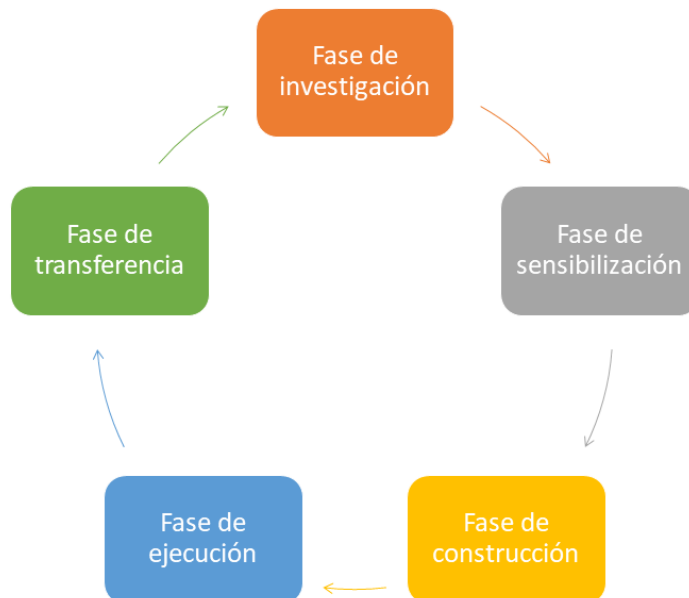 Fase de
investigación
Fase de
sensibilización
Fase de
construcción
Fase de
ejecución
Fase de
transferencia